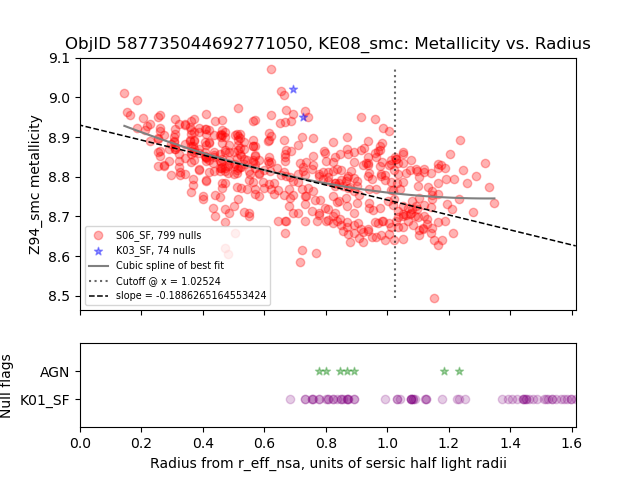 ObjID 587735044692771050, KE08_smc: Metallicity vs. Radius
9.1
9.0
8.9
8.8
8.7
8.6
8.5
Z94_smc metallicity
S06_SF, 799 nulls
K03_SF, 74 nulls
Cubic spline of best fit
Cutoff @ x = 1.02524
slope = -0.1886265164553424
Null flags
AGN
K01_SF
0.0 0.2 0.4 0.6 0.8 1.0 1.2 1.4 1.6
Radius from r_eff_nsa, units of sersic half light radii